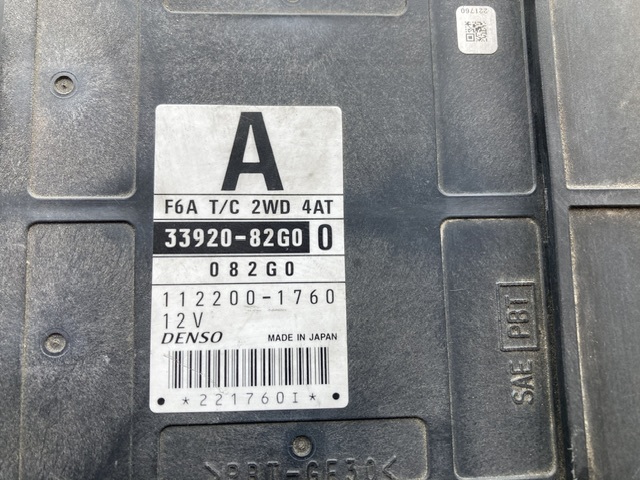 221760
A
F6A T/C 2WD 4AT
33920-82G0 0
082G0
112200-1760
12V
DENSO MADE IN JAPAN
*221760I*
SAE PBT
>PBT-GF30<